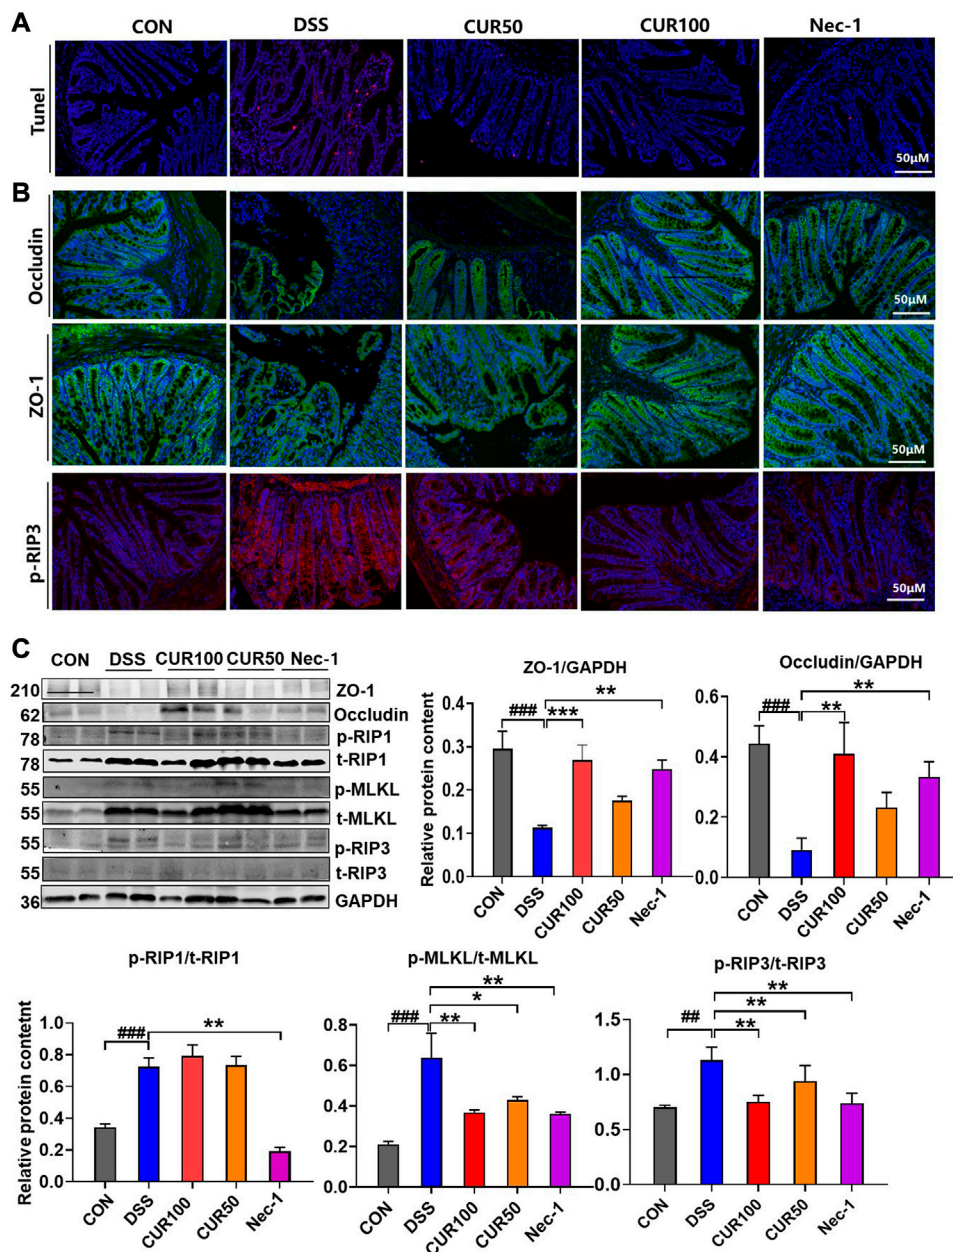 A
CON DSS CUR50 CUR100 Nec-1
Tunel
50μM
B
Occludin
50μM
ZO-1
50μM
p-RIP3
50μM
C
CON DSS CUR100 CUR50 Nec-1
210 ZO-1
62 Occludin
78 p-RIP1
78 t-RIP1
55 p-MLKL
55 t-MLKL
55 p-RIP3
55 t-RIP3
36 GAPDH
ZO-1/GAPDH
Relative protein content
0.4
0.3
0.2
0.1
0.0
### *** **
CON DSS CUR100 CUR50 Nec-1
Occludin/GAPDH
0.6
0.4
0.2
0.0
### ** **
CON DSS CUR100 CUR50 Nec-1
p-RIP1/t-RIP1
Relative protein contetnt
1.0
0.8
0.6
0.4
0.2
0.0
### **
CON DSS CUR100 CUR50 Nec-1
p-MLKL/t-MLKL
0.8
0.6
0.4
0.2
0.0
### ** * **
CON DSS CUR100 CUR50 Nec-1
p-RIP3/t-RIP3
1.5
1.0
0.5
0.0
## ** ** **
CON DSS CUR100 CUR50 Nec-1